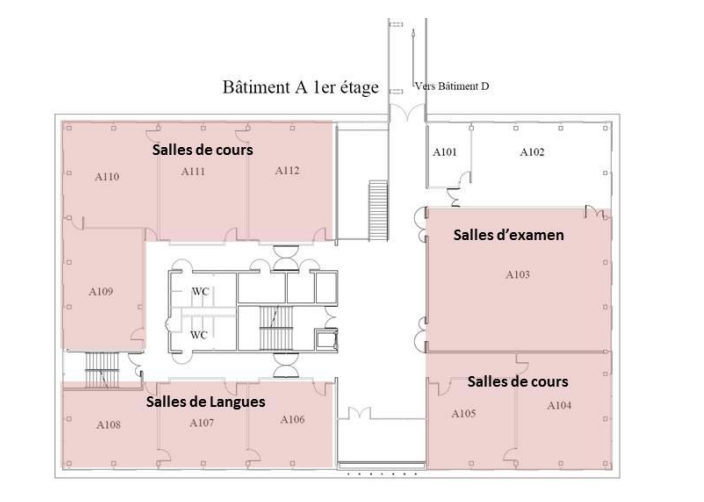 Bâtiment A 1er étage
Vers Bâtiment D
Salles de cours
A110
A111
A112
A101
A102
Salles d’examen
A103
A109
WC
WC
Salles de Langues
A108
A107
A106
Salles de cours
A105
A104